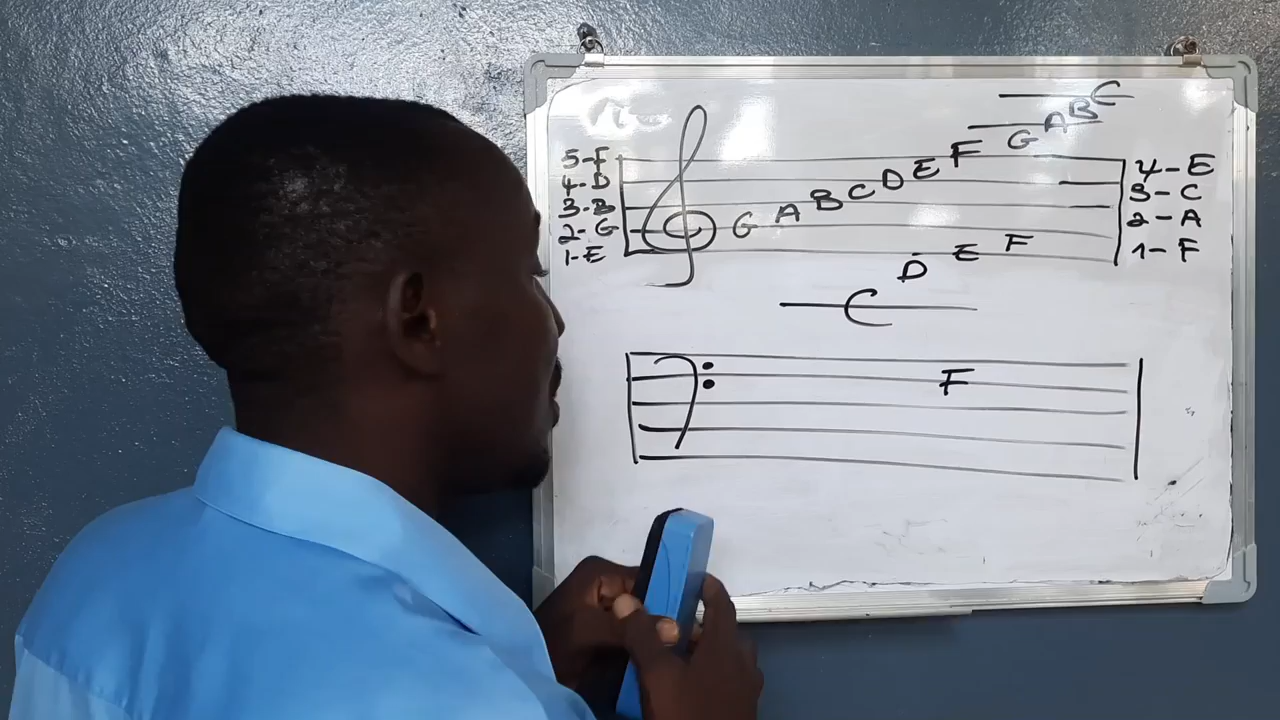 5-F
4-D
3-B
2-G
1-E
G A B C D E F G A B C
C D E F
4-E
3-C
2-A
1-F
F